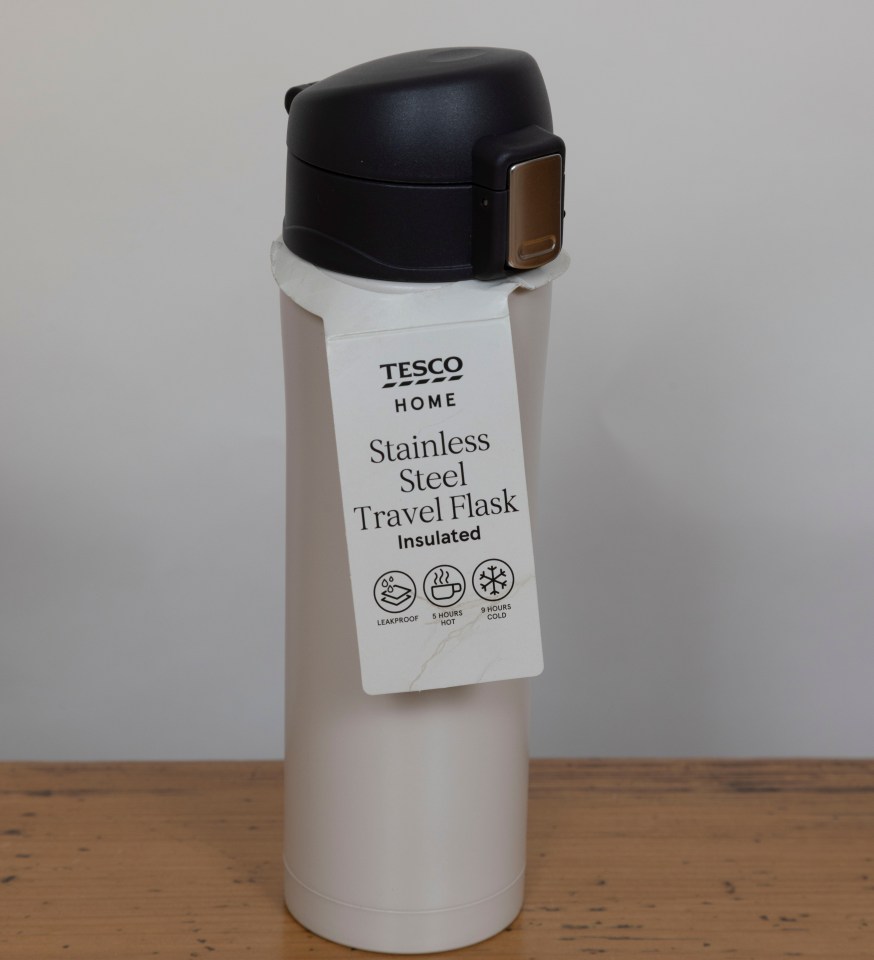 TESCO
HOME
Stainless
Steel
Travel Flask
Insulated
LEAKPROOF
5 HOURS
HOT
9 HOURS
COLD